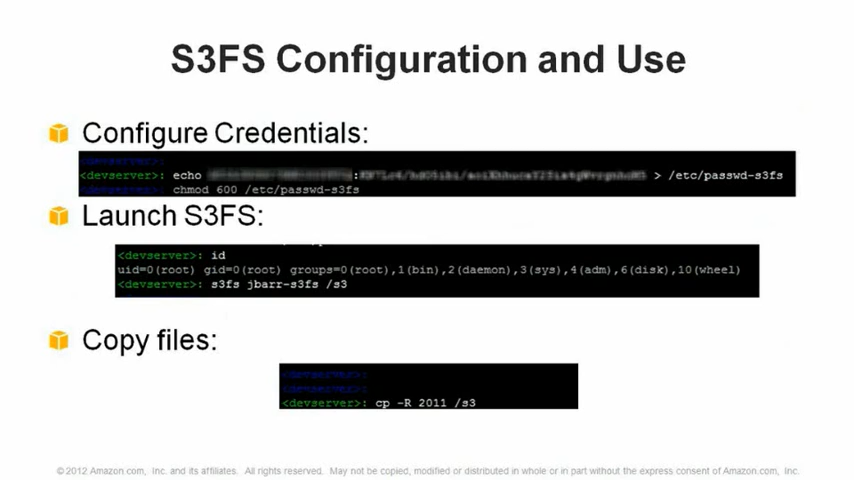 S3FS Configuration and Use
Configure Credentials:
<devserver>:
<devserver>: echo : > /etc/passwd-s3fs
<devserver>: chmod 600 /etc/passwd-s3fs
Launch S3FS:
<devserver>: id
uid=0(root) gid=0(root) groups=0(root),1(bin),2(daemon),3(sys),4(adm),6(disk),10(wheel)
<devserver>: s3fs jbarr-s3fs /s3
Copy files:
<devserver>:
<devserver>:
<devserver>: cp -R 2011 /s3
© 2012 Amazon.com, Inc. and its affiliates. All rights reserved. May not be copied, modified or distributed in whole or in part without the express consent of Amazon.com, Inc.